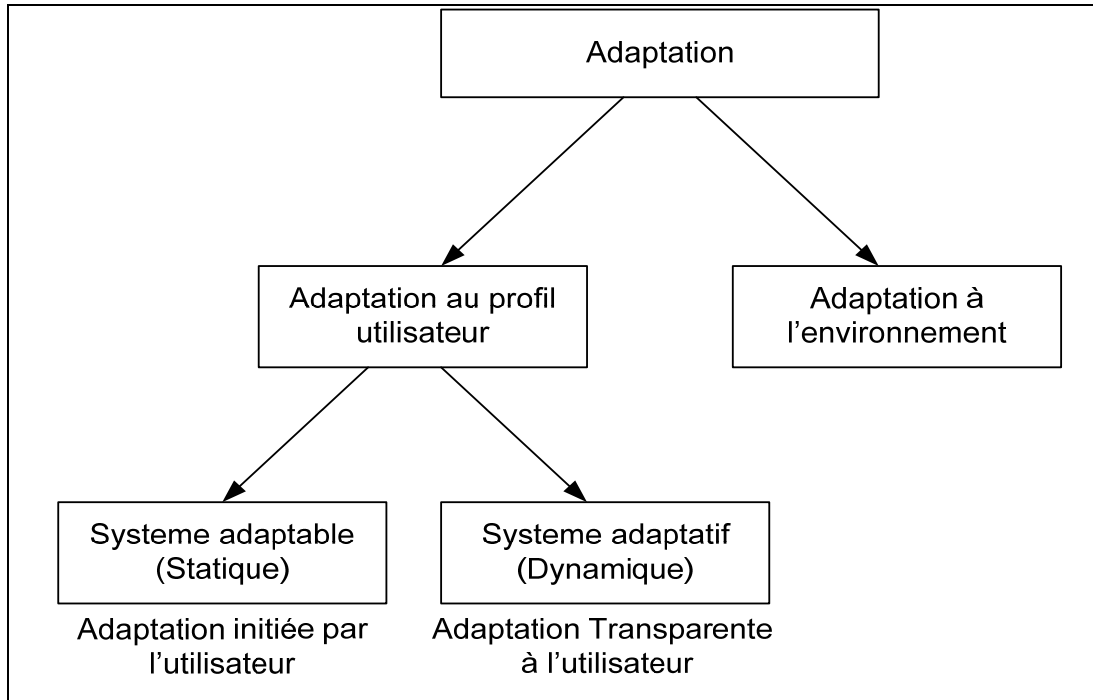 Adaptation
Adaptation au profil
utilisateur
Adaptation à
l’environnement
Systeme adaptable
(Statique)
Systeme adaptatif
(Dynamique)
Adaptation initiée par
l’utilisateur
Adaptation Transparente
à l’utilisateur